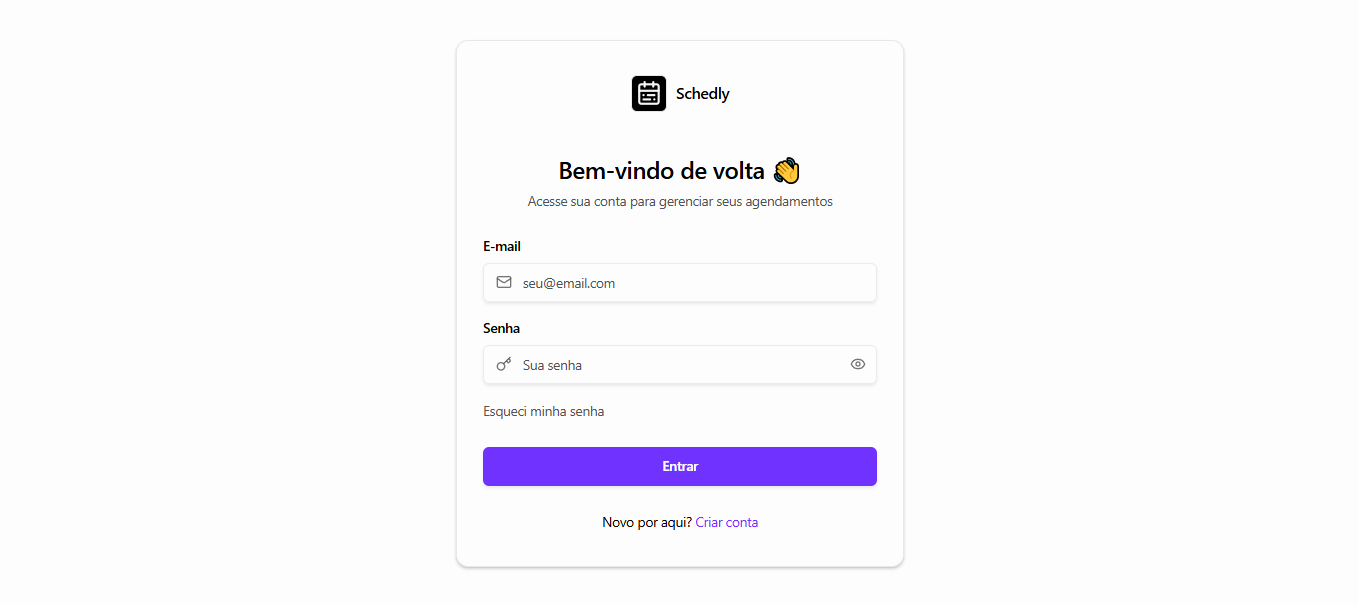 Schedly
Bem-vindo de volta 👋
Acesse sua conta para gerenciar seus agendamentos
E-mail
seu@email.com
Senha
Sua senha
Esqueci minha senha
Entrar
Novo por aqui? Criar conta